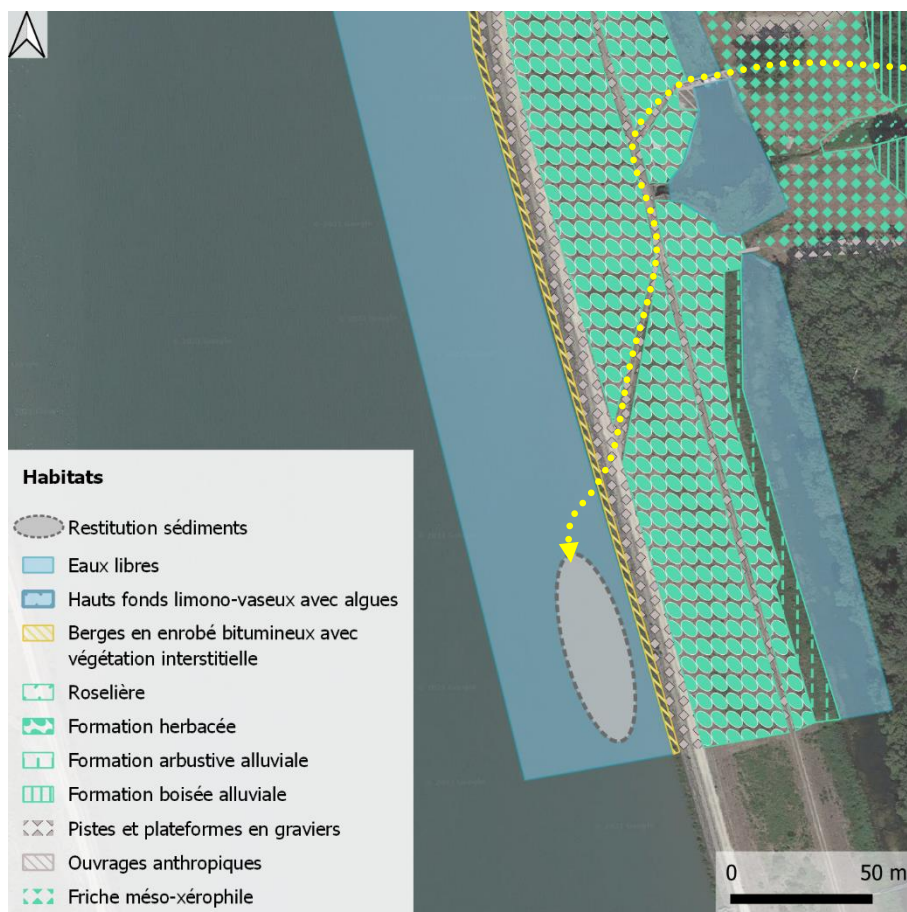 Habitats
Restitution sédiments
Eaux libres
Hauts fonds limono-vaseux avec algues
Berges en enrobé bitumineux avec
végétation interstitielle
Roselière
Formation herbacée
Formation arbustive alluviale
Formation boisée alluviale
Pistes et plateformes en graviers
Ouvrages anthropiques
Friche méso-xérophile
0 50 m